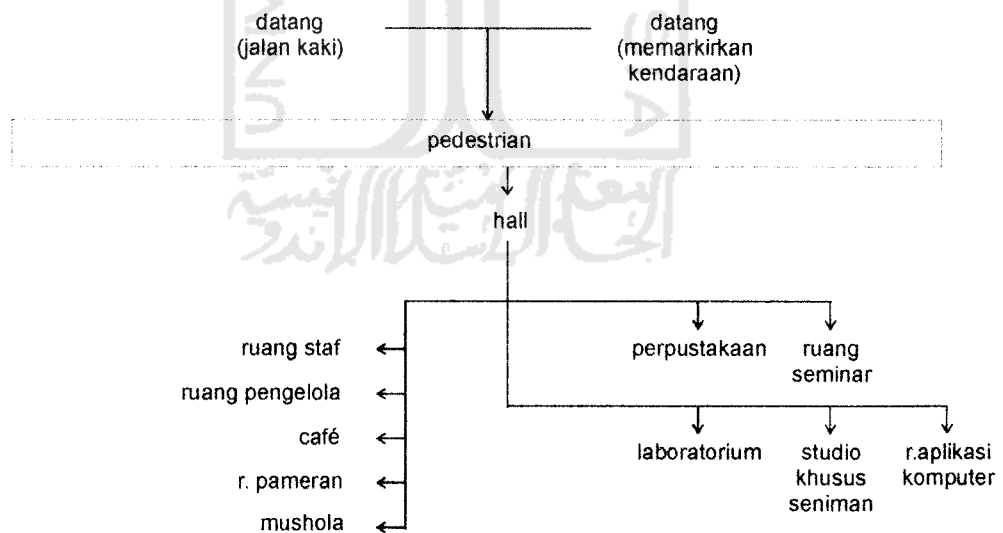 datang
(jalan kaki)
datang
(memarkirkan
kendaraan)
pedestrian
hall
ruang staf
ruang pengelola
café
r. pameran
mushola
perpustakaan
ruang
seminar
laboratorium
studio
khusus
seniman
r.aplikasi
komputer